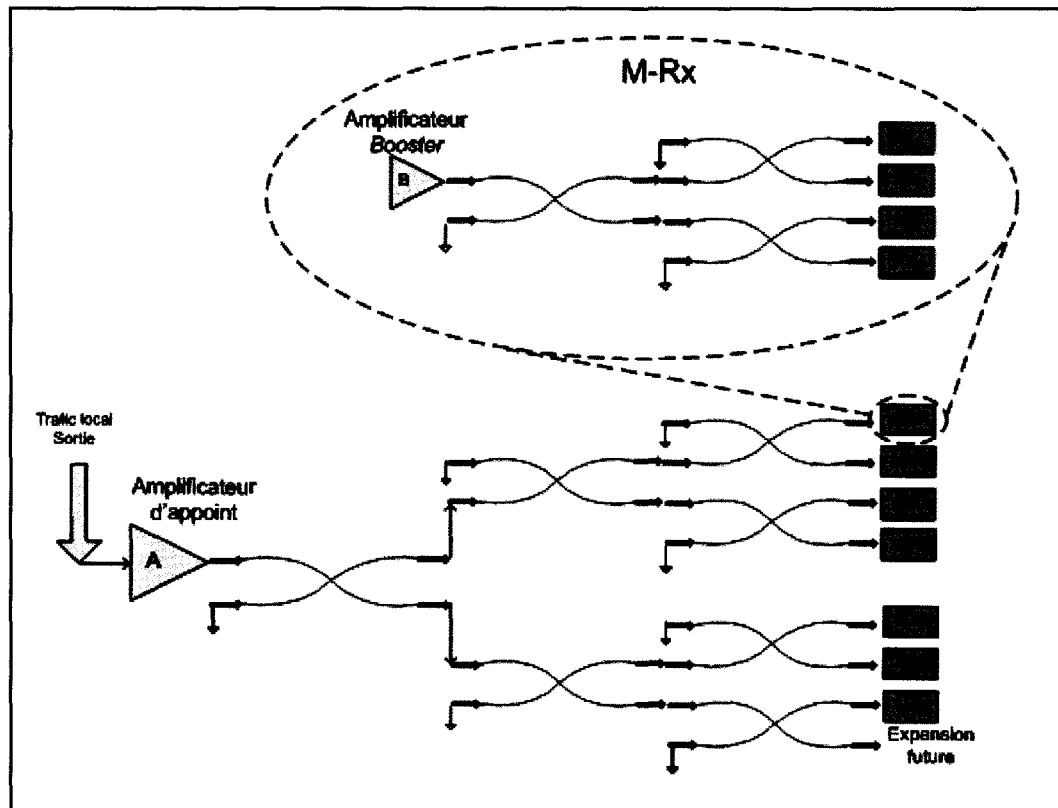 M-Rx
Amplificateur
Booster
B
Trafic local
Sortie
Amplificateur
d'appoint
A
Expansion
future